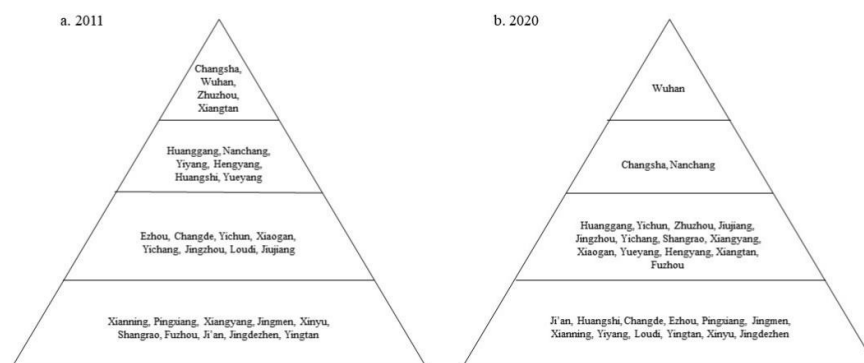 a. 2011
Changsha,
Wuhan,
Zhuzhou,
Xiangtan
Huanggang, Nanchang,
Yiyang, Hengyang,
Huangshi, Yueyang
Ezhou, Changde, Yichun, Xiaogan,
Yichang, Jingzhou, Loudi, Jiujiang
Xianning, Pingxiang, Xiangyang, Jingmen, Xinyu,
Shangrao, Fuzhou, Ji'an, Jingdezhen, Yingtan
b. 2020
Wuhan
Changsha, Nanchang
Huanggang, Yichun, Zhuzhou, Jiujiang,
Jingzhou, Yichang, Shangrao, Xiangyang,
Xiaogan, Yueyang, Hengyang, Xiangtan,
Fuzhou
Ji'an, Huangshi, Changde, Ezhou, Pingxiang, Jingmen,
Xianning, Yiyang, Loudi, Yingtan, Xinyu, Jingdezhen